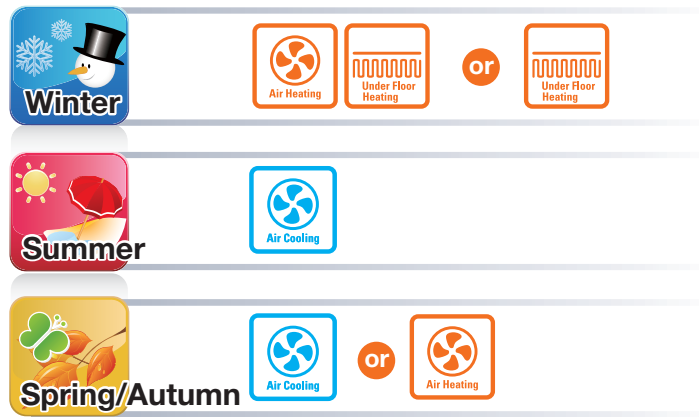 Winter
Air Heating
Under Floor
Heating
or
Under Floor
Heating
Summer
Air Cooling
Spring/Autumn
Air Cooling
or
Air Heating